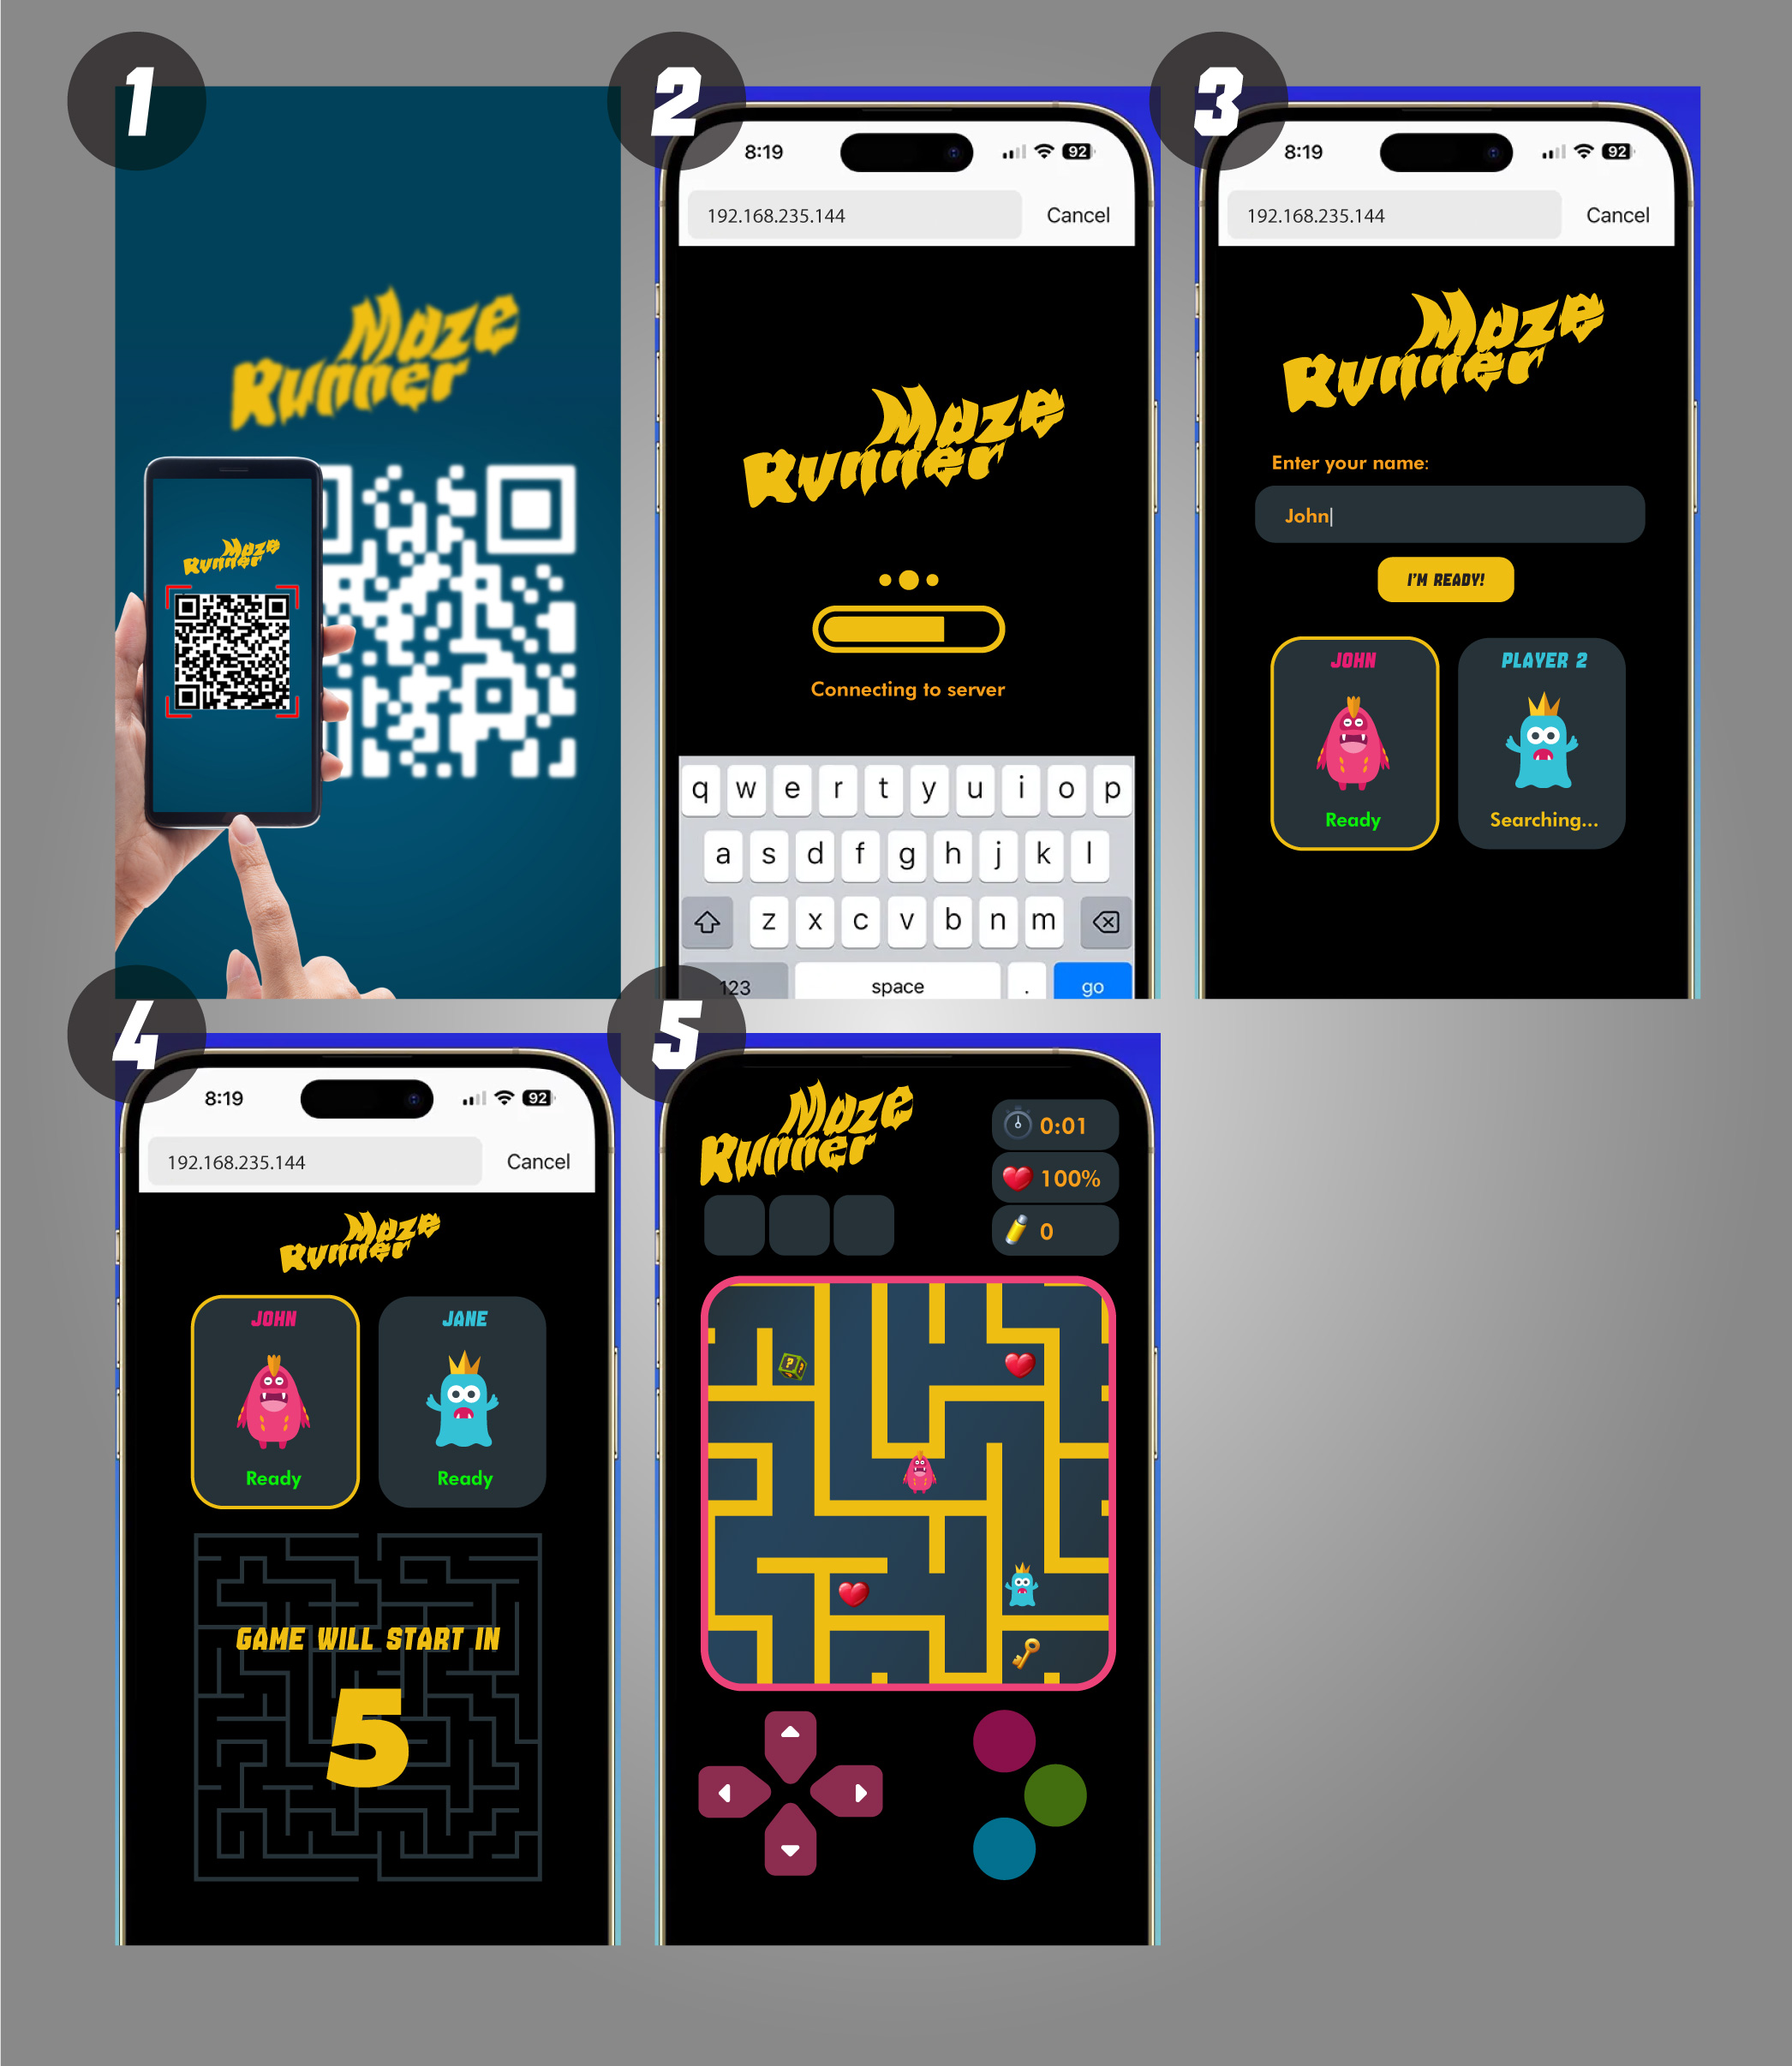 1
Maze
Runner
Maze
Runner
2
8:19
92
192.168.235.144
Cancel
Maze
Runner
Connecting to server
q w e r t y u i o p
a s d f g h j k l
z x c v b n m
123 space . go
3
8:19
92
192.168.235.144
Cancel
Maze
Runner
Enter your name:
John
I'M READY!
JOHN
Ready
PLAYER 2
Searching...
4
8:19
92
192.168.235.144
Cancel
Maze
Runner
JOHN
Ready
JANE
Ready
GAME WILL START IN
5
5
Maze
Runner
0:01
100%
0
? ? ?